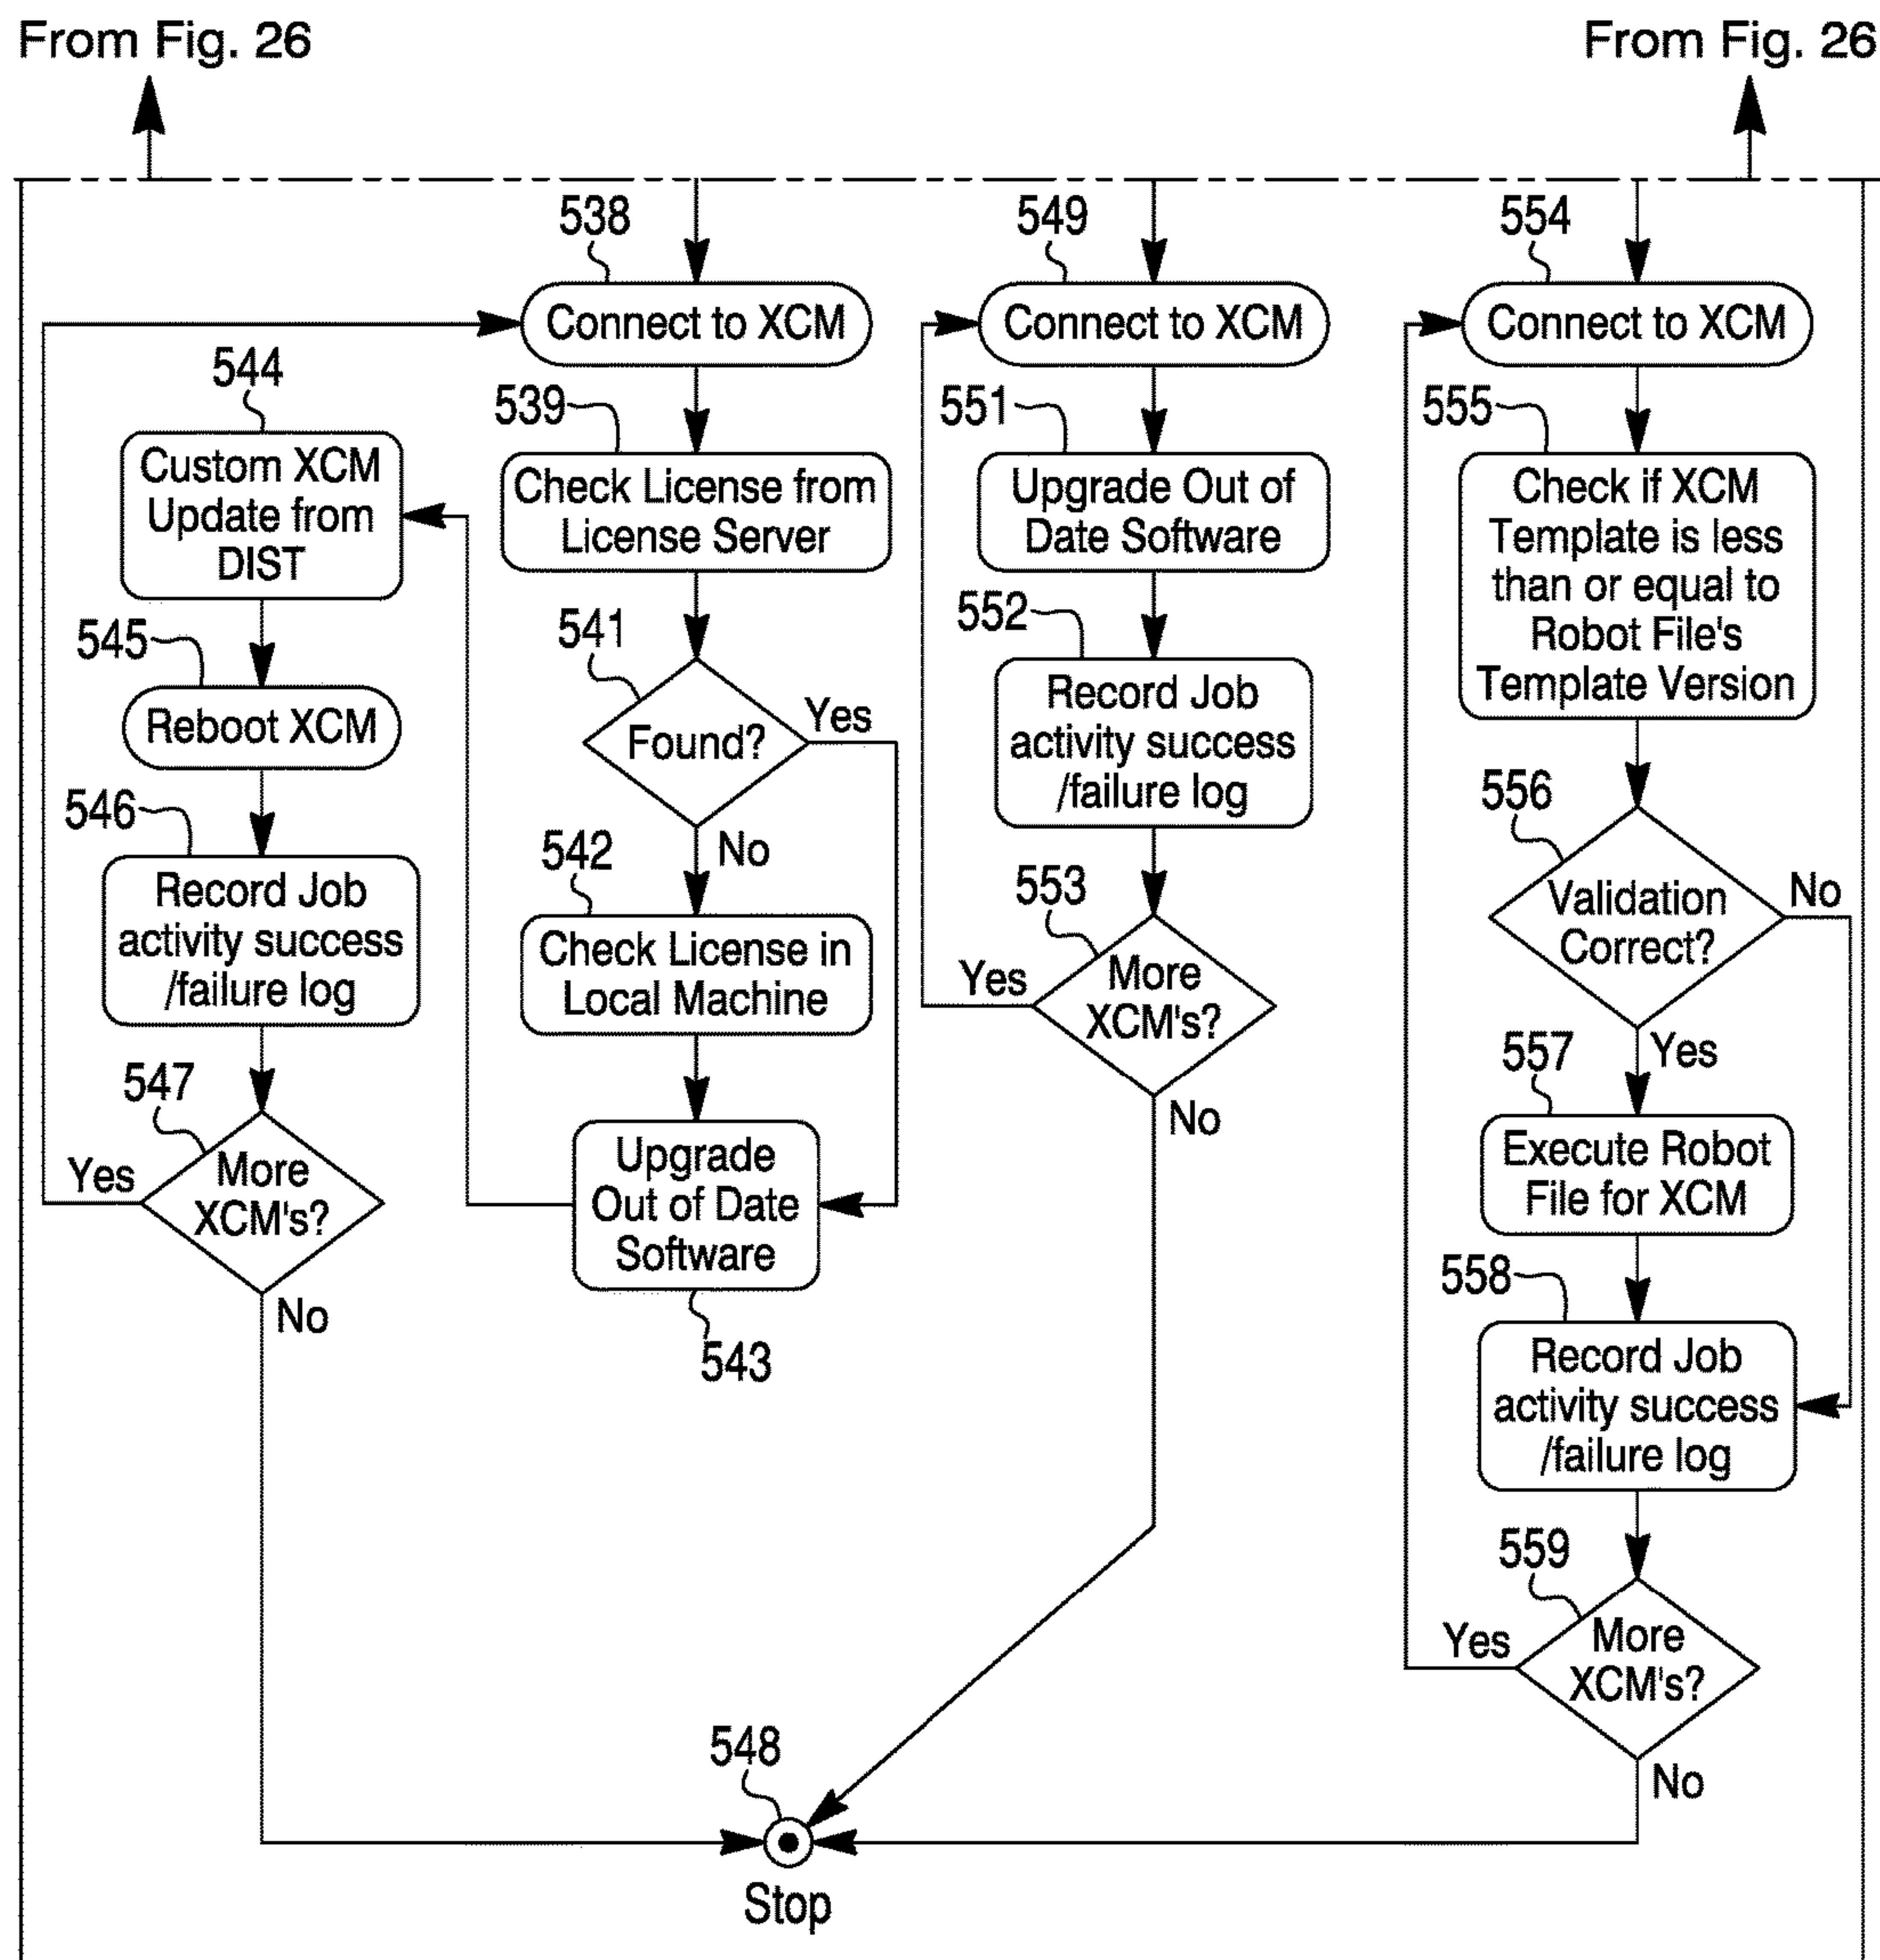 From Fig. 26
From Fig. 26
538
Connect to XCM
539
Check License from
License Server
541
Found?
Yes
No
542
Check License in
Local Machine
Upgrade
Out of Date
Software
543
544
Custom XCM
Update from
DIST
545
Reboot XCM
546
Record Job
activity success
/failure log
547
More
XCM's?
Yes
No
549
Connect to XCM
551
Upgrade Out of
Date Software
552
Record Job
activity success
/failure log
553
More
XCM's?
Yes
No
554
Connect to XCM
555
Check if XCM
Template is less
than or equal to
Robot File's
Template Version
556
Validation
Correct?
No
Yes
557
Execute Robot
File for XCM
558
Record Job
activity success
/failure log
559
More
XCM's?
Yes
No
548
Stop